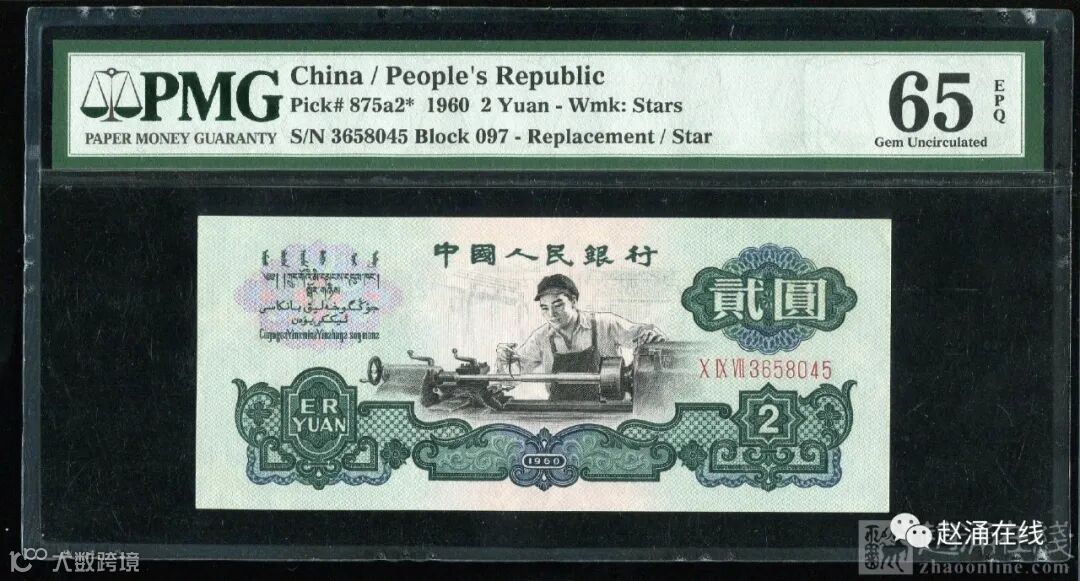 China / People's Republic
PMG
Pick# 875a2* 1960 2 Yuan - Wmk: Stars
PAPER MONEY GUARANTY
S/N 3658045 Block 097 - Replacement / Star
65
EPQ
Gem Uncirculated
中國人民銀行
貳圓
X IX VII 3658045
ER
YUAN
2
1960
赵涌在线
zhaoonline.com
大数跨境